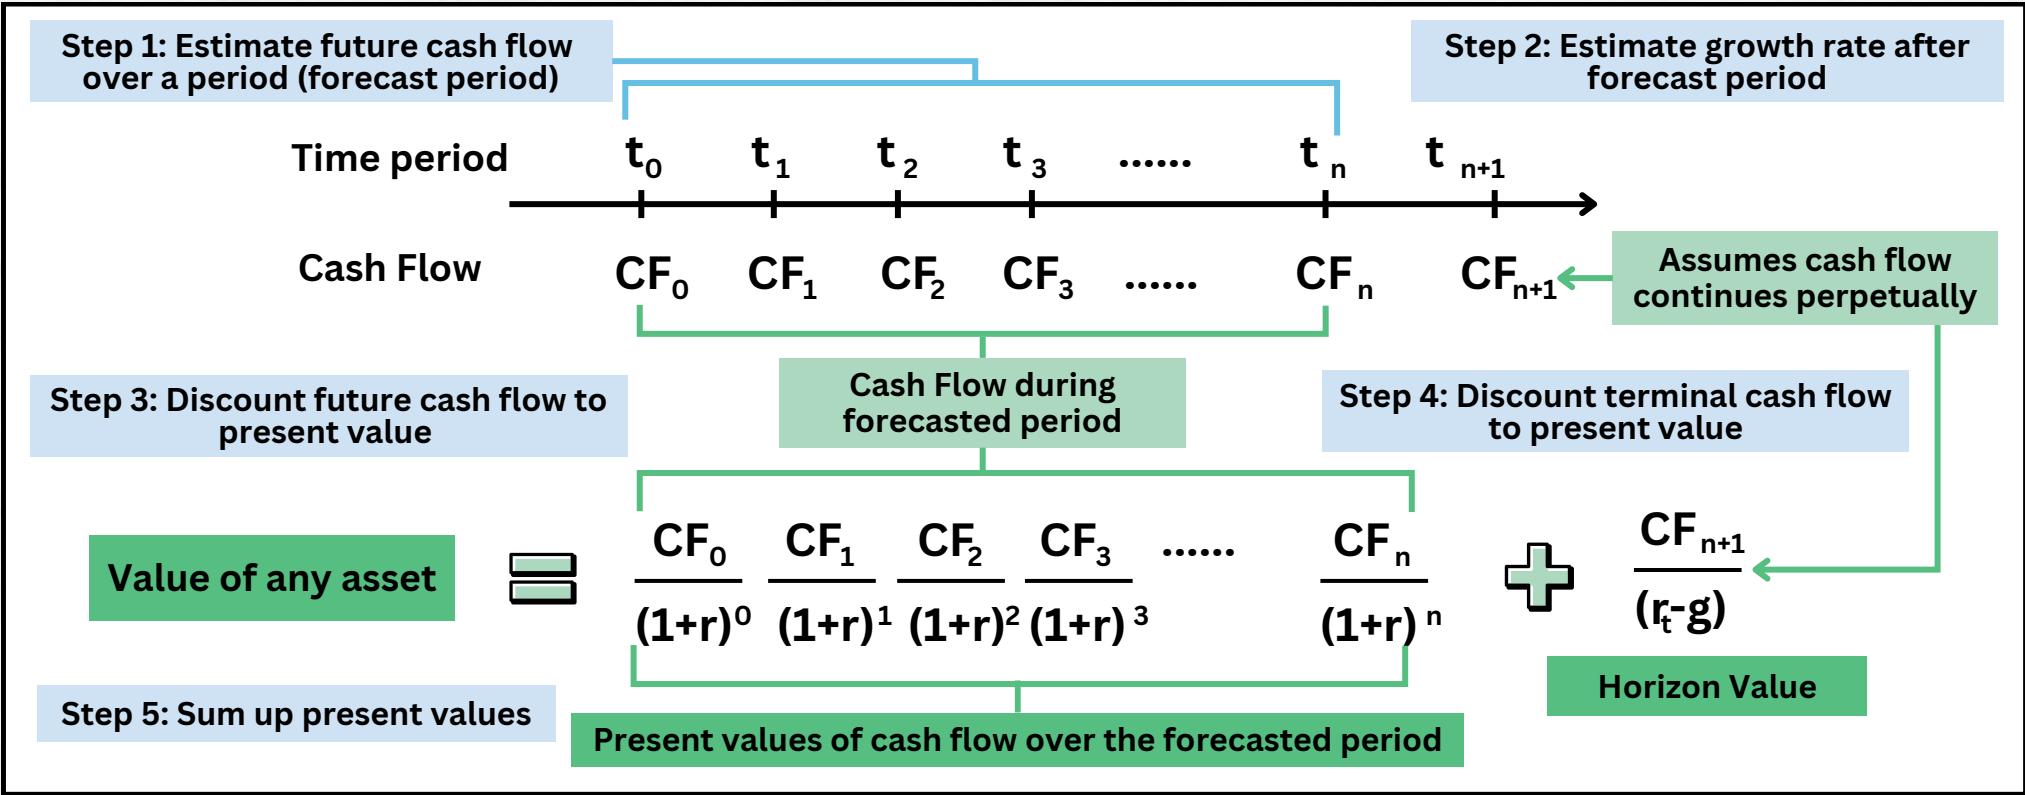 Step 1: Estimate future cash flow
over a period (forecast period)
Step 2: Estimate growth rate after
forecast period
Time period t0 t1 t2 t3 ...... tn tn+1
Cash Flow CF0 CF1 CF2 CF3 ...... CFn CFn+1
Assumes cash flow
continues perpetually
Cash Flow during
forecasted period
Step 3: Discount future cash flow to
present value
Step 4: Discount terminal cash flow
to present value
CF0 CF1 CF2 CF3 ...... CFn CFn+1
Value of any asset
(1+r)0 (1+r)1 (1+r)2 (1+r)3 (1+r)n (rt-g)
Horizon Value
Step 5: Sum up present values
Present values of cash flow over the forecasted period